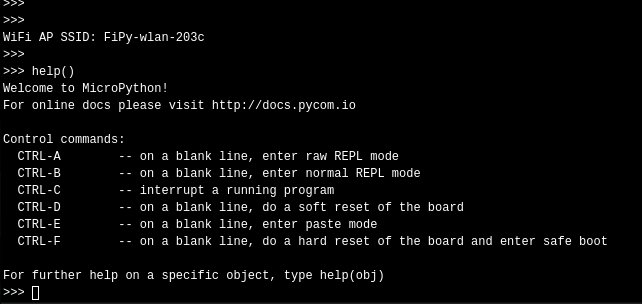 >>>
>>>
WiFi AP SSID: FiPy-wlan-203c
>>>
>>> help()
Welcome to MicroPython!
For online docs please visit http://docs.pycom.io
Control commands:
CTRL-A -- on a blank line, enter raw REPL mode
CTRL-B -- on a blank line, enter normal REPL mode
CTRL-C -- interrupt a running program
CTRL-D -- on a blank line, do a soft reset of the board
CTRL-E -- on a blank line, enter paste mode
CTRL-F -- on a blank line, do a hard reset of the board and enter safe boot
For further help on a specific object, type help(obj)
>>>